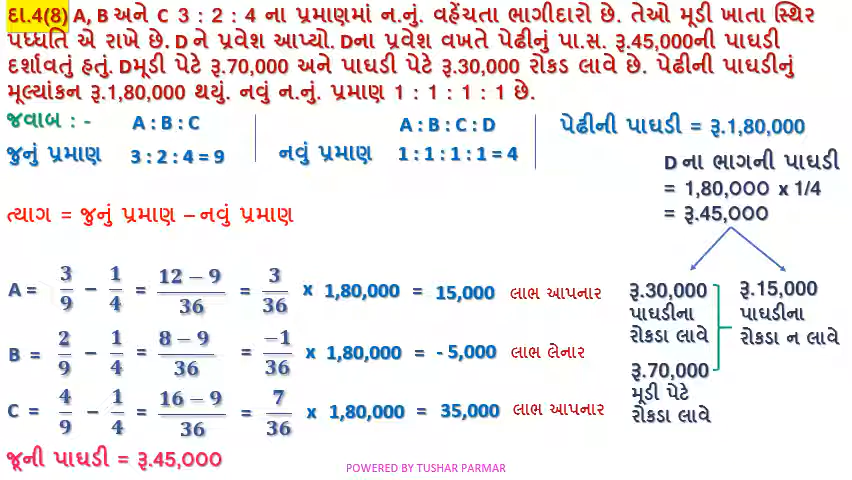 દા.4(8) A, B અને C 3 : 2 : 4 ના પ્રમાણમાં ન.નું. વહેંચતા ભાગીદારો છે. તેઓ મૂડી ખાતા સ્થિર
પધ્ધતિ એ રાખે છે. D ને પ્રવેશ આપ્યો. Dના પ્રવેશ વખતે પેઢીનું પા.સ. રૂ.45,000ની પાઘડી
દર્શાવતું હતું. Dમૂડી પેટે રૂ.70,000 અને પાઘડી પેટે રૂ.30,000 રોકડ લાવે છે. પેઢીની પાઘડીનું
મૂલ્યાંકન રૂ.1,80,000 થયું. નવું ન.નું. પ્રમાણ 1 : 1 : 1 : 1 છે.
જવાબ : - A : B : C A : B : C : D પેઢીની પાઘડી = રૂ.1,80,000
જુનું પ્રમાણ 3 : 2 : 4 = 9 નવું પ્રમાણ 1 : 1 : 1 : 1 = 4
D ના ભાગની પાઘડી
= 1,80,000 x 1/4
= રૂ.45,000
ત્યાગ = જુનું પ્રમાણ – નવું પ્રમાણ
A = 3/9 − 1/4 = 12 − 9/36 = 3/36 x 1,80,000 = 15,000 લાભ આપનાર
B = 2/9 − 1/4 = 8 − 9/36 = −1/36 x 1,80,000 = - 5,000 લાભ લેનાર
C = 4/9 − 1/4 = 16 − 9/36 = 7/36 x 1,80,000 = 35,000 લાભ આપનાર
રૂ.30,000
પાઘડીના
રોકડા લાવે
રૂ.15,000
પાઘડીના
રોકડા ન લાવે
રૂ.70,000
મૂડી પેટે
રોકડા લાવે
જૂની પાઘડી = રૂ.45,000
POWERED BY TUSHAR PARMAR